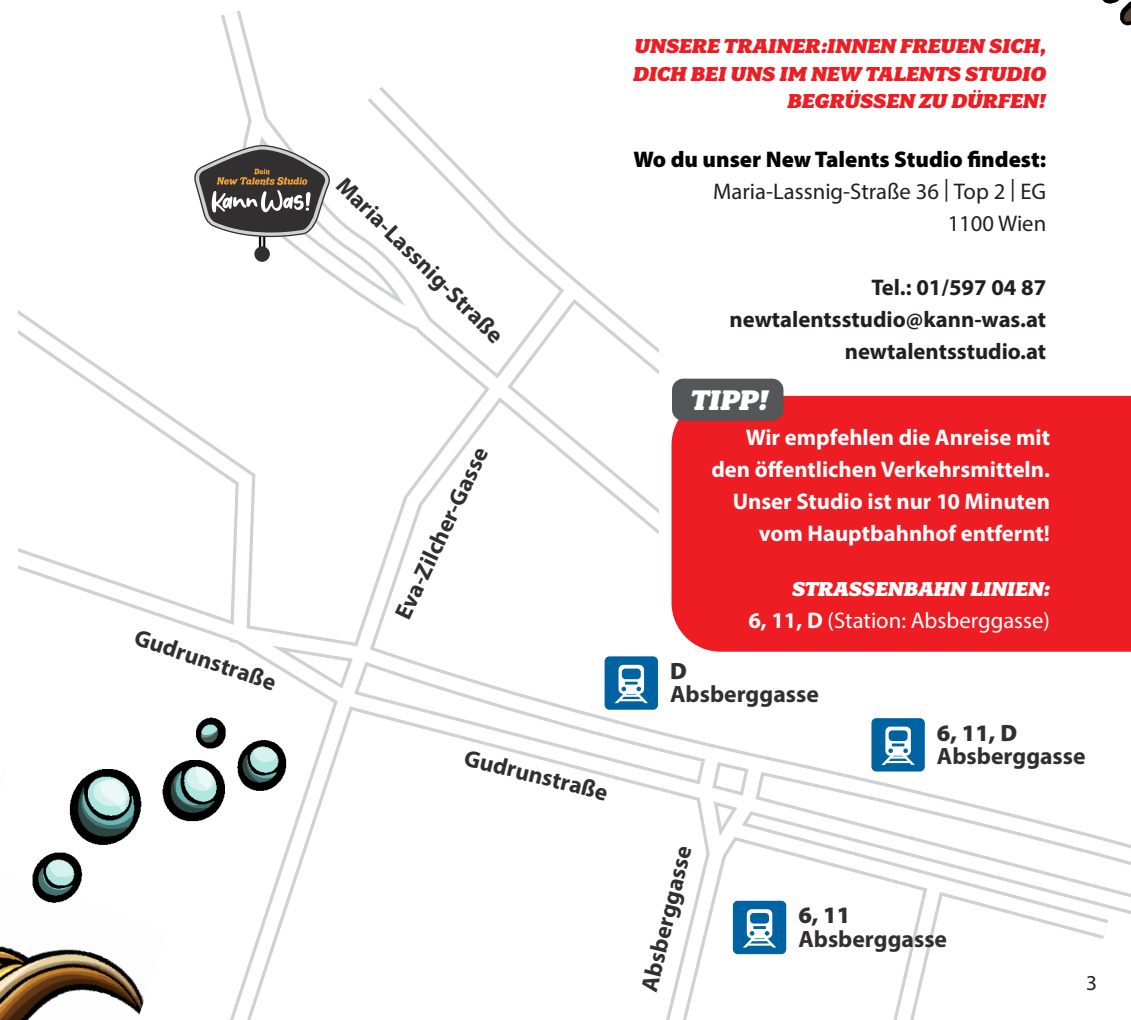 UNSERE TRAINER:INNEN FREUEN SICH,
DICH BEI UNS IM NEW TALENTS STUDIO
BEGRÜSSEN ZU DÜRFEN!
Wo du unser New Talents Studio findest:
Maria-Lassnig-Straße 36 | Top 2 | EG
1100 Wien
Tel.: 01/597 04 87
newtalentsstudio@kann-was.at
newtalentsstudio.at
TIPP!
Wir empfehlen die Anreise mit
den öffentlichen Verkehrsmitteln.
Unser Studio ist nur 10 Minuten
vom Hauptbahnhof entfernt!
STRASSENBAHN LINIEN:
6, 11, D (Station: Absberggasse)
Dein
New Talents Studio
Kann Was!
Maria-Lassnig-Straße
Eva-Zilcher-Gasse
Gudrunstraße
D
Absberggasse
6, 11, D
Absberggasse
Gudrunstraße
Absberggasse
6, 11
Absberggasse
3